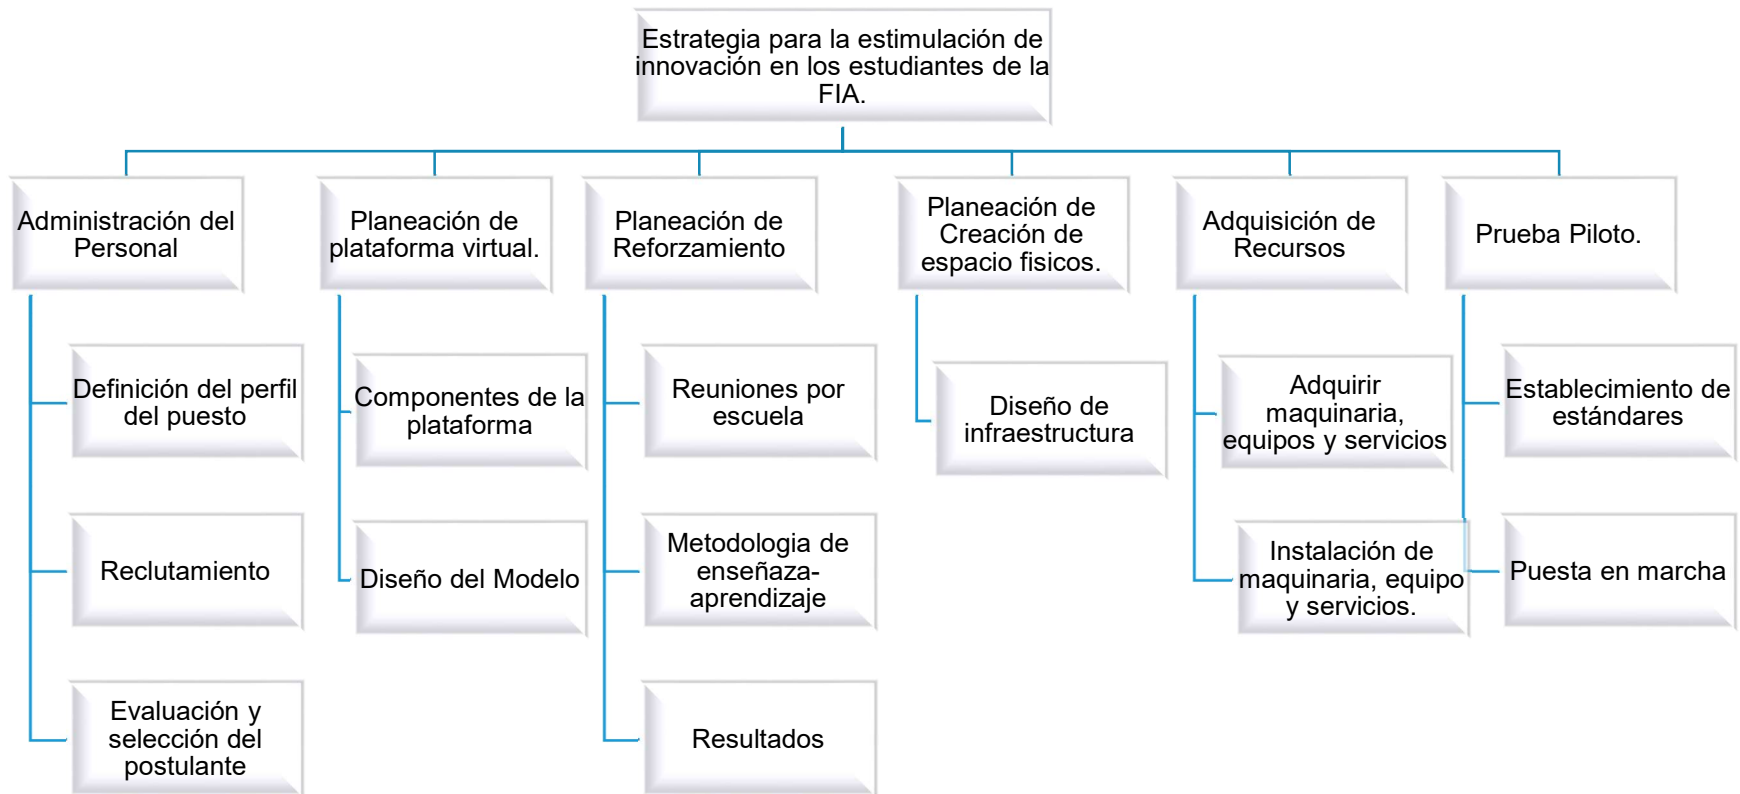 Estrategia para la estimulación de
innovación en los estudiantes de la
FIA.
Administración del
Personal
Definición del perfil
del puesto
Reclutamiento
Evaluación y
selección del
postulante
Planeación de
plataforma virtual.
Componentes de la
plataforma
Diseño del Modelo
Planeación de
Reforzamiento
Reuniones por
escuela
Metodologia de
enseñaza-
aprendizaje
Resultados
Planeación de
Creación de
espacio fisicos.
Diseño de
infraestructura
Adquisición de
Recursos
Adquirir
maquinaria,
equipos y servicios
Instalación de
maquinaria, equipo
y servicios.
Prueba Piloto.
Establecimiento de
estándares
Puesta en marcha